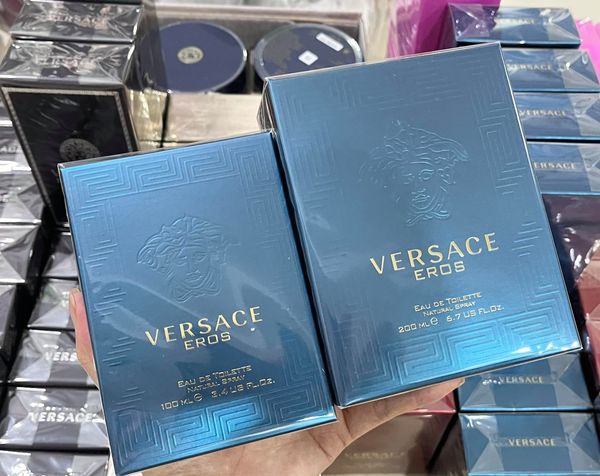 VERSACE
EROS
EAU DE TOILETTE
NATURAL SPRAY
100 ML ℮ 3.4 US FL.OZ.
VERSACE
EROS
EAU DE TOILETTE
NATURAL SPRAY
200 ML ℮ 6.7 US FL.OZ.
VERSACE
VERSACE
VERSACE
VERSACE
VERSACE